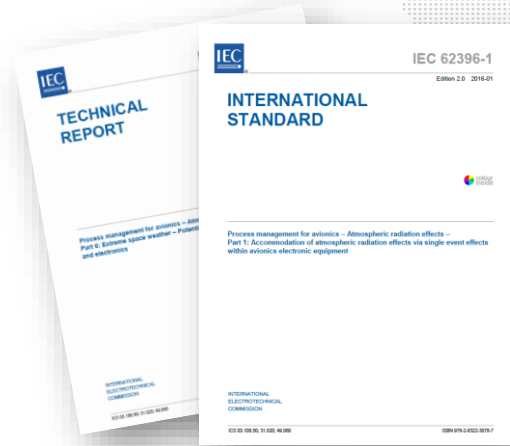 IEC
TECHNICAL
REPORT
Process management for avionics –
Part 6: Extreme space weather –
and electronics
INTERNATIONAL
ELECTROTECHNICAL
COMMISSION
IEC
IEC 62396-1
Edition 2.0 2016-01
INTERNATIONAL
STANDARD
colour
inside
Process management for avionics – Atmospheric radiation effects –
Part 1: Accommodation of atmospheric radiation effects via single event effects
within avionics electronic equipment
INTERNATIONAL
ELECTROTECHNICAL
COMMISSION